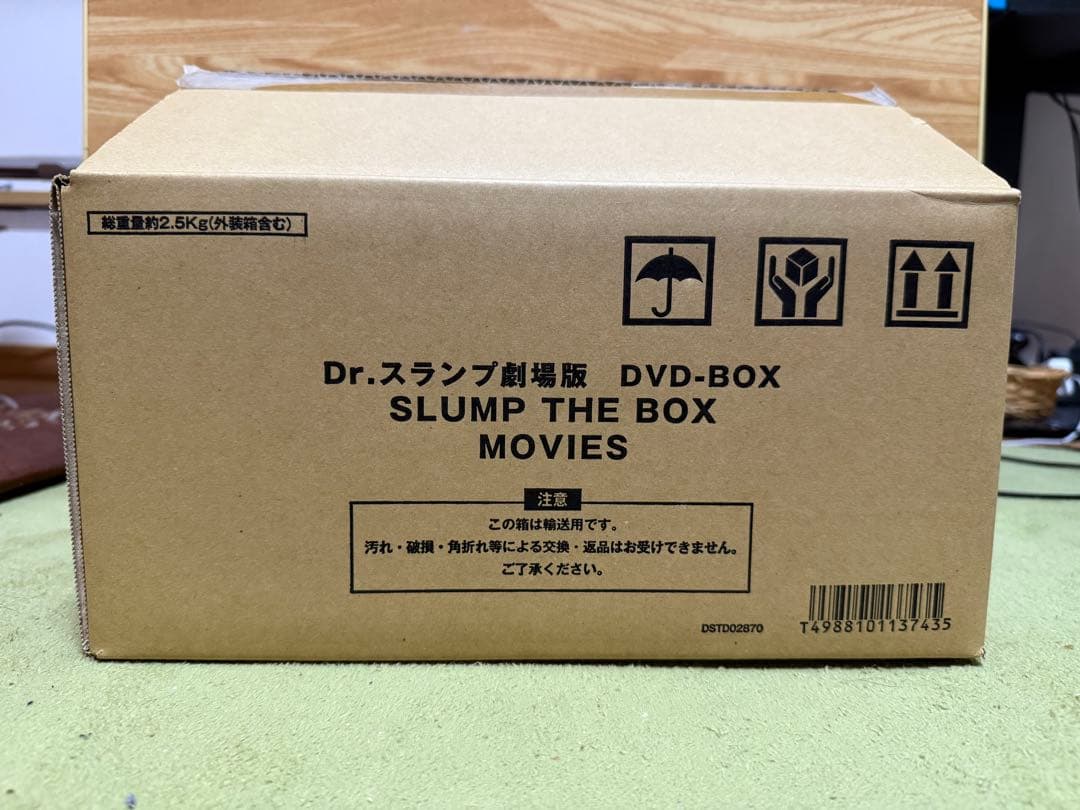 総重量約2.5Kg(外装箱含む)
Dr.スランプ劇場版 DVD-BOX
SLUMP THE BOX
MOVIES
注意
この箱は輸送用です。
汚れ・破損・角折れ等による交換・返品はお受けできません。
ご了承ください。
DSTD02870
T4988101137435